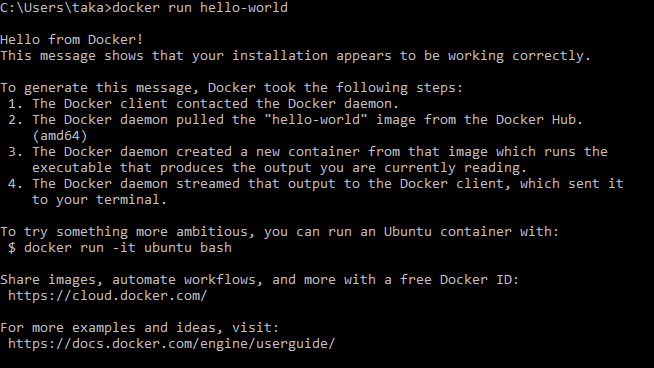 C:\Users\taka>docker run hello-world
Hello from Docker!
This message shows that your installation appears to be working correctly.
To generate this message, Docker took the following steps:
1. The Docker client contacted the Docker daemon.
2. The Docker daemon pulled the "hello-world" image from the Docker Hub.
(amd64)
3. The Docker daemon created a new container from that image which runs the
executable that produces the output you are currently reading.
4. The Docker daemon streamed that output to the Docker client, which sent it
to your terminal.
To try something more ambitious, you can run an Ubuntu container with:
$ docker run -it ubuntu bash
Share images, automate workflows, and more with a free Docker ID:
https://cloud.docker.com/
For more examples and ideas, visit:
https://docs.docker.com/engine/userguide/